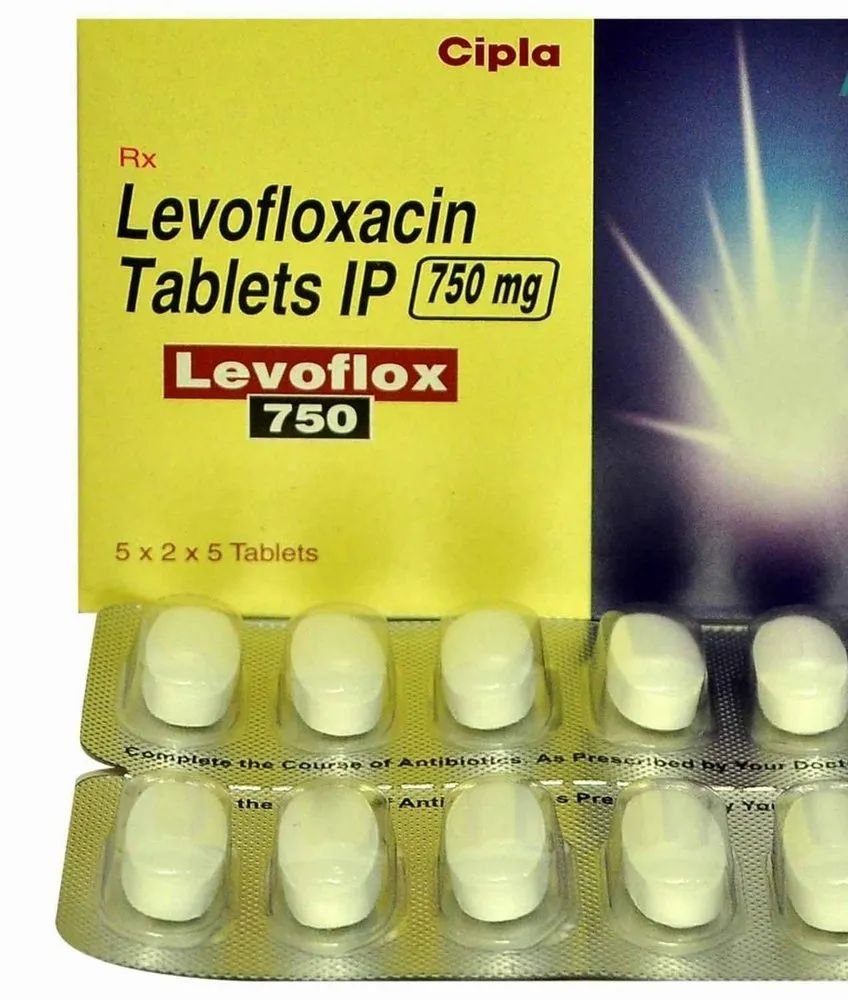 Cipla
Rx
Levofloxacin
Tablets IP 750 mg
Levoflox
750
5 x 2 x 5 Tablets
Complete the Course of Antibiotics. As Prescribed by Your
the